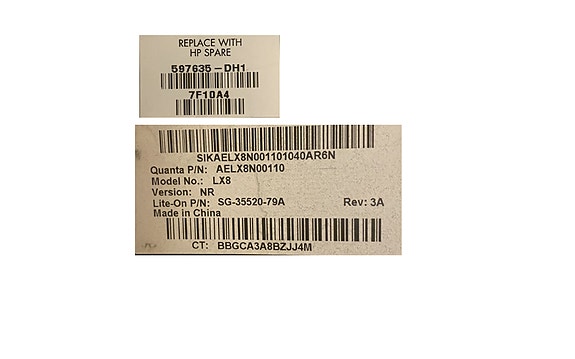 REPLACE WITH
HP SPARE
597635-DH1
7F10A4
SIKAELX8N001101040AR6N
Quanta P/N: AELX8N00110
Model No.: LX8
Version: NR
Lite-On P/N: SG-35520-79A Rev: 3A
Made in China
CT: BBGCA3A8BZJJ4M